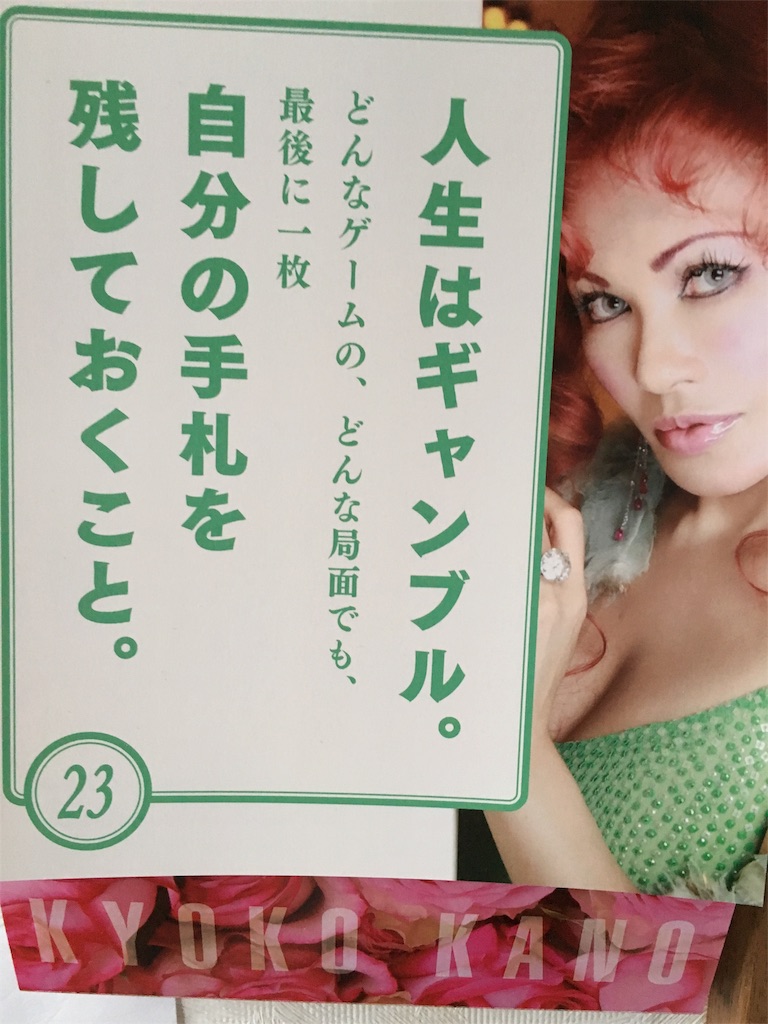 人生はギャンブル。
どんなゲームの、どんな局面でも、
最後に一枚
自分の手札を
残しておくこと。
23
KYOKO KANO